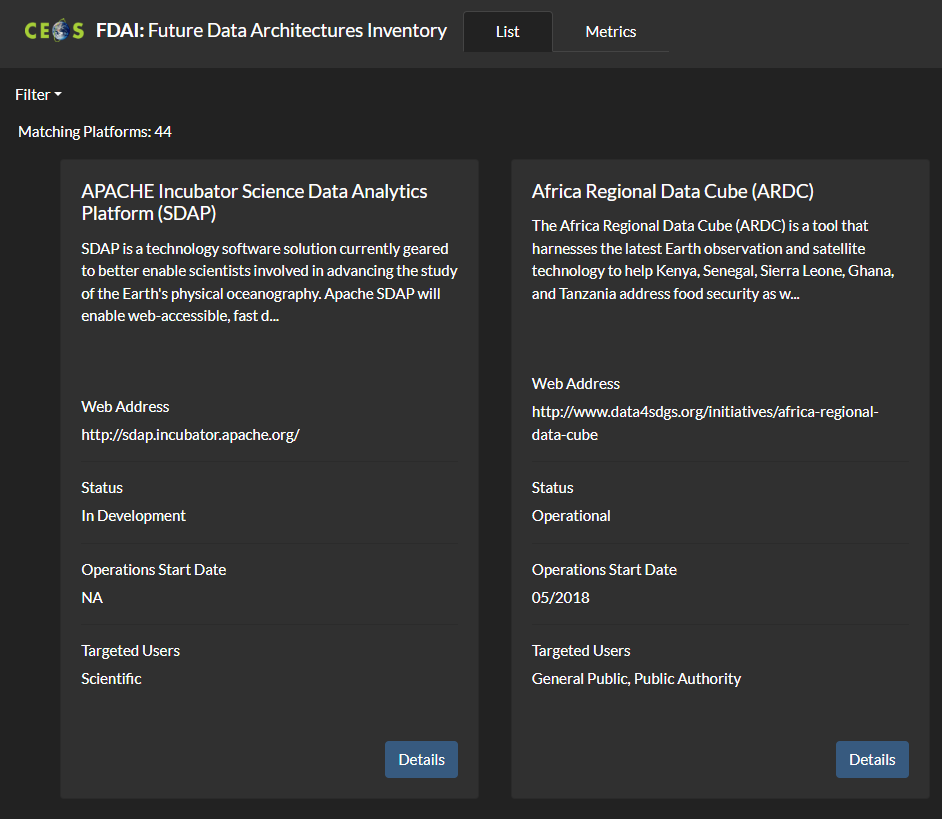 CEOS FDAI: Future Data Architectures Inventory List Metrics
Filter
Matching Platforms: 44
APACHE Incubator Science Data Analytics
Platform (SDAP)
SDAP is a technology software solution currently geared
to better enable scientists involved in advancing the study
of the Earth's physical oceanography. Apache SDAP will
enable web-accessible, fast d...
Web Address
http://sdap.incubator.apache.org/
Status
In Development
Operations Start Date
NA
Targeted Users
Scientific
Details
Africa Regional Data Cube (ARDC)
The Africa Regional Data Cube (ARDC) is a tool that
harnesses the latest Earth observation and satellite
technology to help Kenya, Senegal, Sierra Leone, Ghana,
and Tanzania address food security as w...
Web Address
http://www.data4sdgs.org/initiatives/africa-regional-
data-cube
Status
Operational
Operations Start Date
05/2018
Targeted Users
General Public, Public Authority
Details